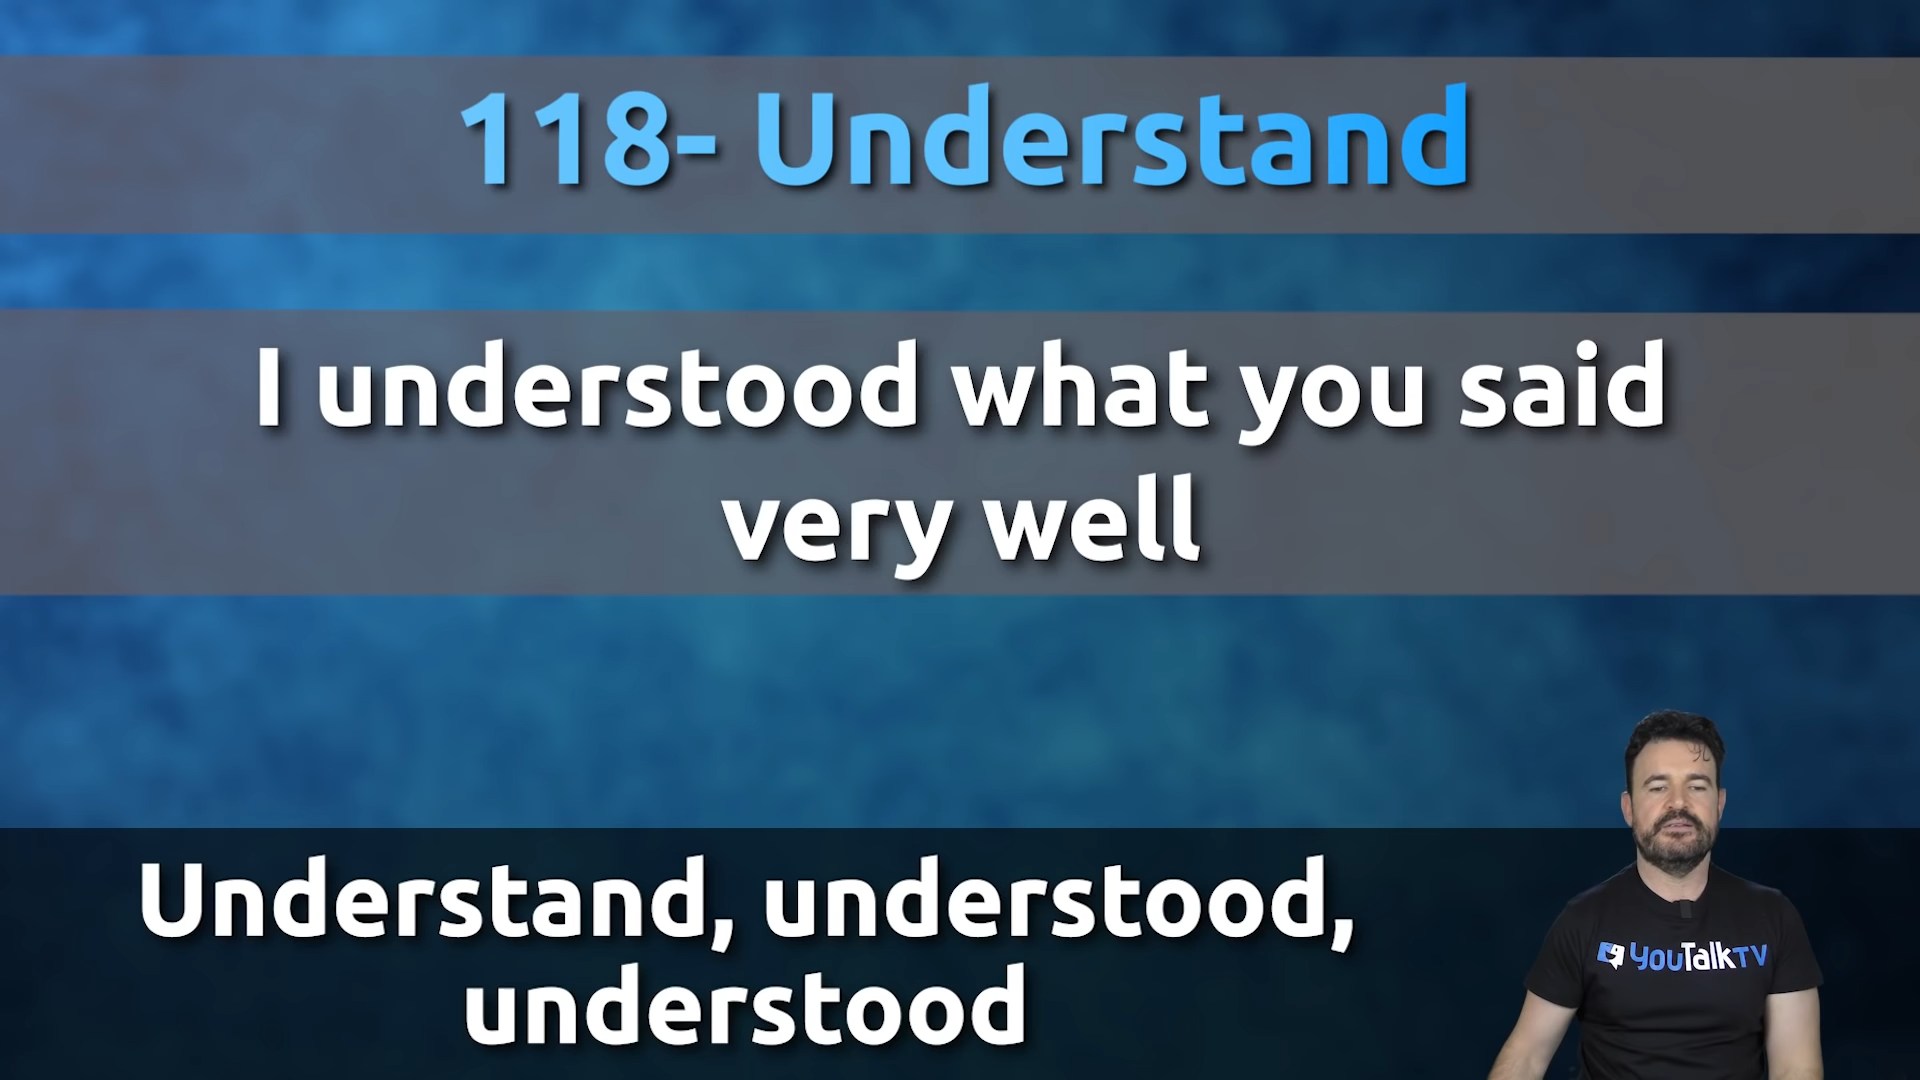 118- Understand
I understood what you said
very well
Understand, understood,
understood
YouTalkTV